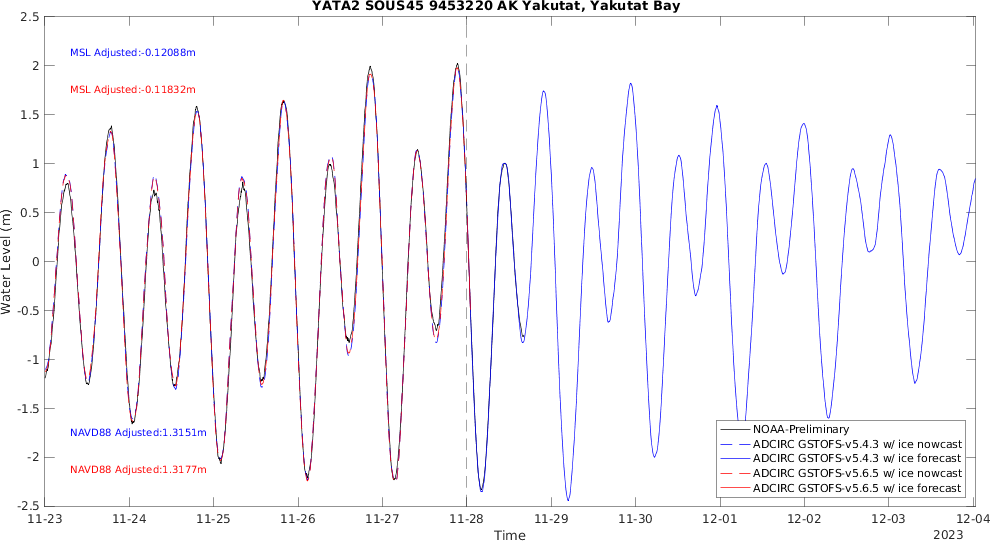 YATA2 SOUS45 9453220 AK Yakutat, Yakutat Bay
2.5
2
1.5
1
0.5
0
-0.5
-1
-1.5
-2
-2.5
Water Level (m)
MSL Adjusted:-0.12088m
MSL Adjusted:-0.11832m
NAVD88 Adjusted:1.3151m
NAVD88 Adjusted:1.3177m
NOAA-Preliminary
ADCIRC GSTOFS-v5.4.3 w/ ice nowcast
ADCIRC GSTOFS-v5.4.3 w/ ice forecast
ADCIRC GSTOFS-v5.6.5 w/ ice nowcast
ADCIRC GSTOFS-v5.6.5 w/ ice forecast
11-23 11-24 11-25 11-26 11-27 11-28 11-29 11-30 12-01 12-02 12-03 12-04
Time
2023